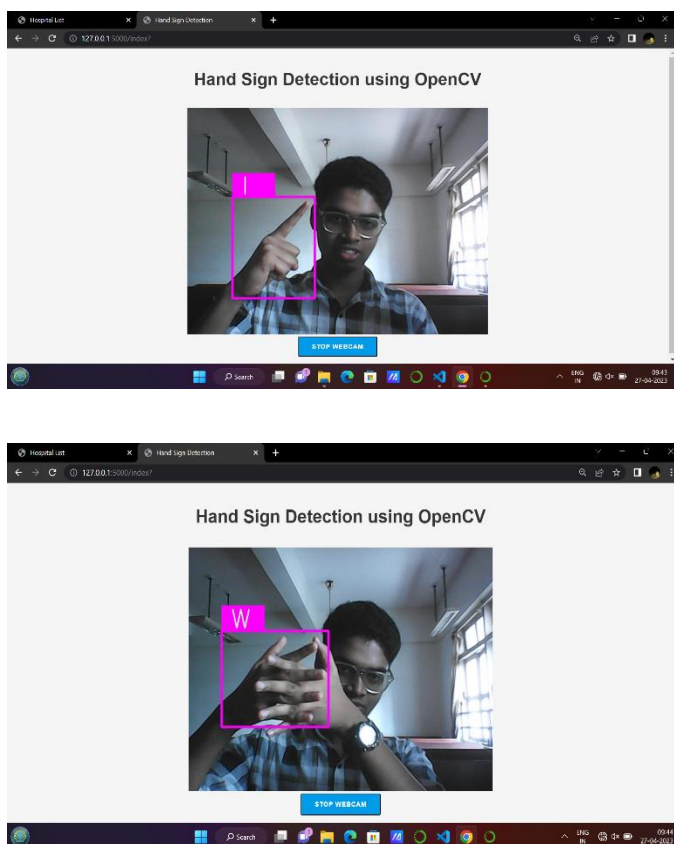 Hospital List
Hand Sign Detection
127.0.0.1:5000/index?
Hand Sign Detection using OpenCV
I
STOP WEBCAM
Search
ENG
IN
09:43
27-04-2023
Hospital List
Hand Sign Detection
127.0.0.1:5000/index?
Hand Sign Detection using OpenCV
W
STOP WEBCAM
Search
ENG
IN
09:44
27-04-2023